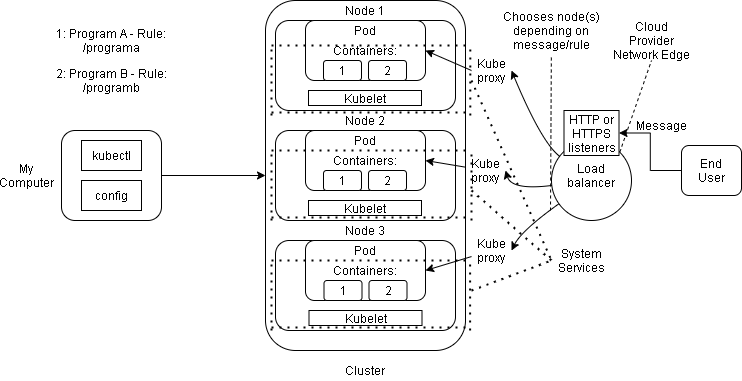 1: Program A - Rule:
/programa
2: Program B - Rule:
/programb
My
Computer
kubectl
config
Node 1
Pod
Containers:
1
2
Kubelet
Node 2
Pod
Containers:
1
2
Kubelet
Node 3
Pod
Containers:
1
2
Kubelet
Cluster
Kube
proxy
Kube
proxy
Kube
proxy
Chooses node(s)
depending on
message/rule
Cloud
Provider
Network Edge
HTTP or
HTTPS
listeners
Load
balancer
Message
End
User
System
Services